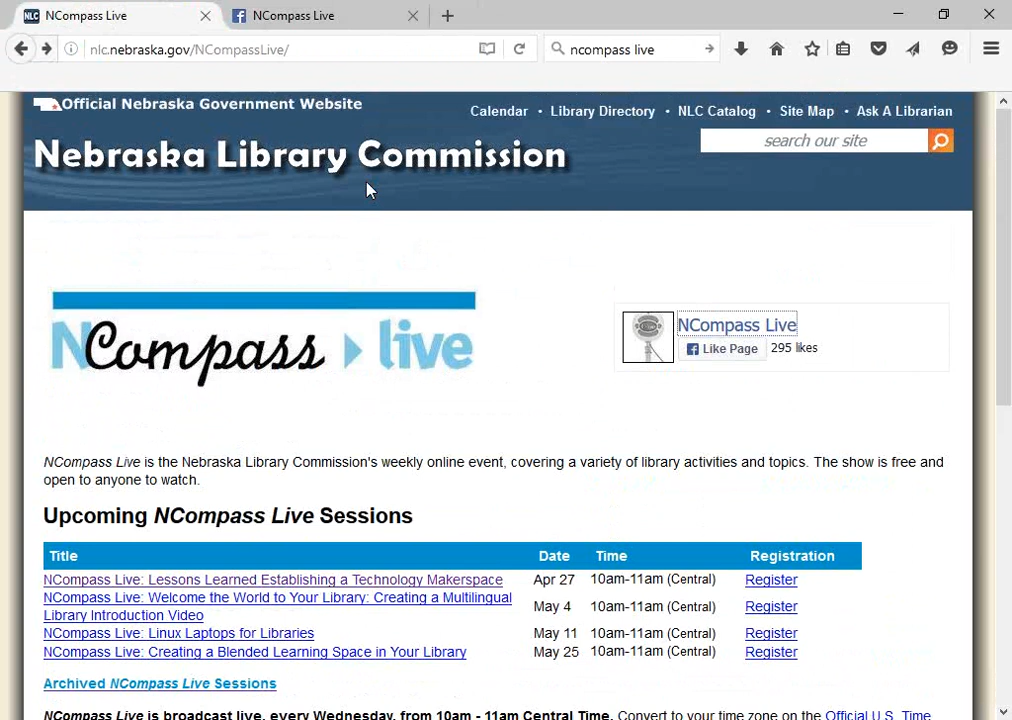 NLC NCompass Live
NCompass Live
nlc.nebraska.gov/NCompassLive/
ncompass live
Official Nebraska Government Website
Calendar • Library Directory • NLC Catalog • Site Map • Ask A Librarian
Nebraska Library Commission
search our site
NCompass live
NCompass Live
Like Page 295 likes
NCompass Live is the Nebraska Library Commission's weekly online event, covering a variety of library activities and topics. The show is free and
open to anyone to watch.
Upcoming NCompass Live Sessions
Title Date Time Registration
NCompass Live: Lessons Learned Establishing a Technology Makerspace Apr 27 10am-11am (Central) Register
NCompass Live: Welcome the World to Your Library: Creating a Multilingual
Library Introduction Video May 4 10am-11am (Central) Register
NCompass Live: Linux Laptops for Libraries May 11 10am-11am (Central) Register
NCompass Live: Creating a Blended Learning Space in Your Library May 25 10am-11am (Central) Register
Archived NCompass Live Sessions
NCompass Live is broadcast live, every Wednesday, from 10am - 11am Central Time. Convert to your time zone on the Official U.S. Time